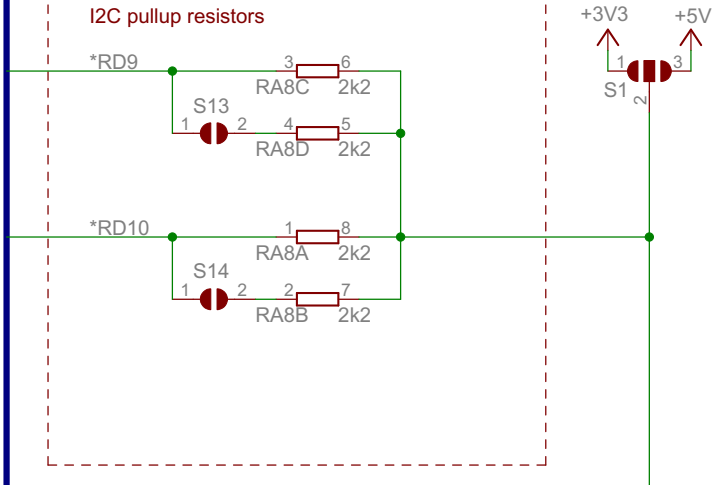 I2C pullup resistors
+3V3 +5V
*RD9 3 6 1 3
RA8C 2k2 S1
2
S13
1 2 4 5
RA8D 2k2
*RD10 1 8
RA8A 2k2
S14
1 2 2 7
RA8B 2k2